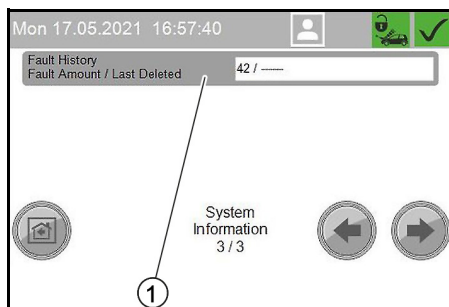 Mon 17.05.2021 16:57:40
Fault History
Fault Amount / Last Deleted
42 / -------
System
Information
3 / 3
1